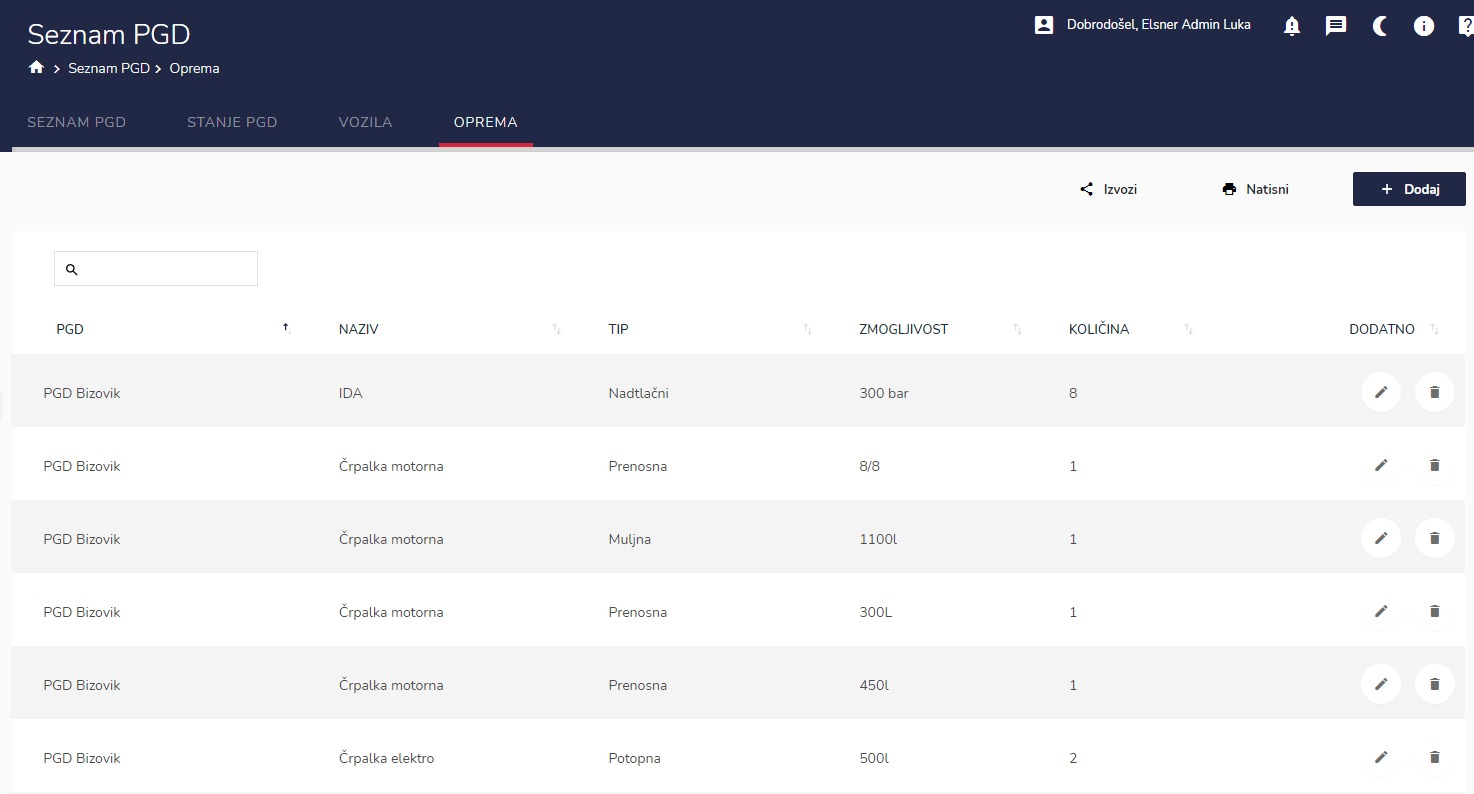 Seznam PGD
Dobrodošel, Elsner Admin Luka
Seznam PGD > Oprema
SEZNAM PGD STANJE PGD VOZILA OPREMA
Izvozi Natisni + Dodaj
PGD NAZIV TIP ZMOGLJIVOST KOLIČINA DODATNO
PGD Bizovik IDA Nadtlačni 300 bar 8
PGD Bizovik Črpalka motorna Prenosna 8/8 1
PGD Bizovik Črpalka motorna Muljna 1100l 1
PGD Bizovik Črpalka motorna Prenosna 300L 1
PGD Bizovik Črpalka motorna Prenosna 450l 1
PGD Bizovik Črpalka elektro Potopna 500l 2